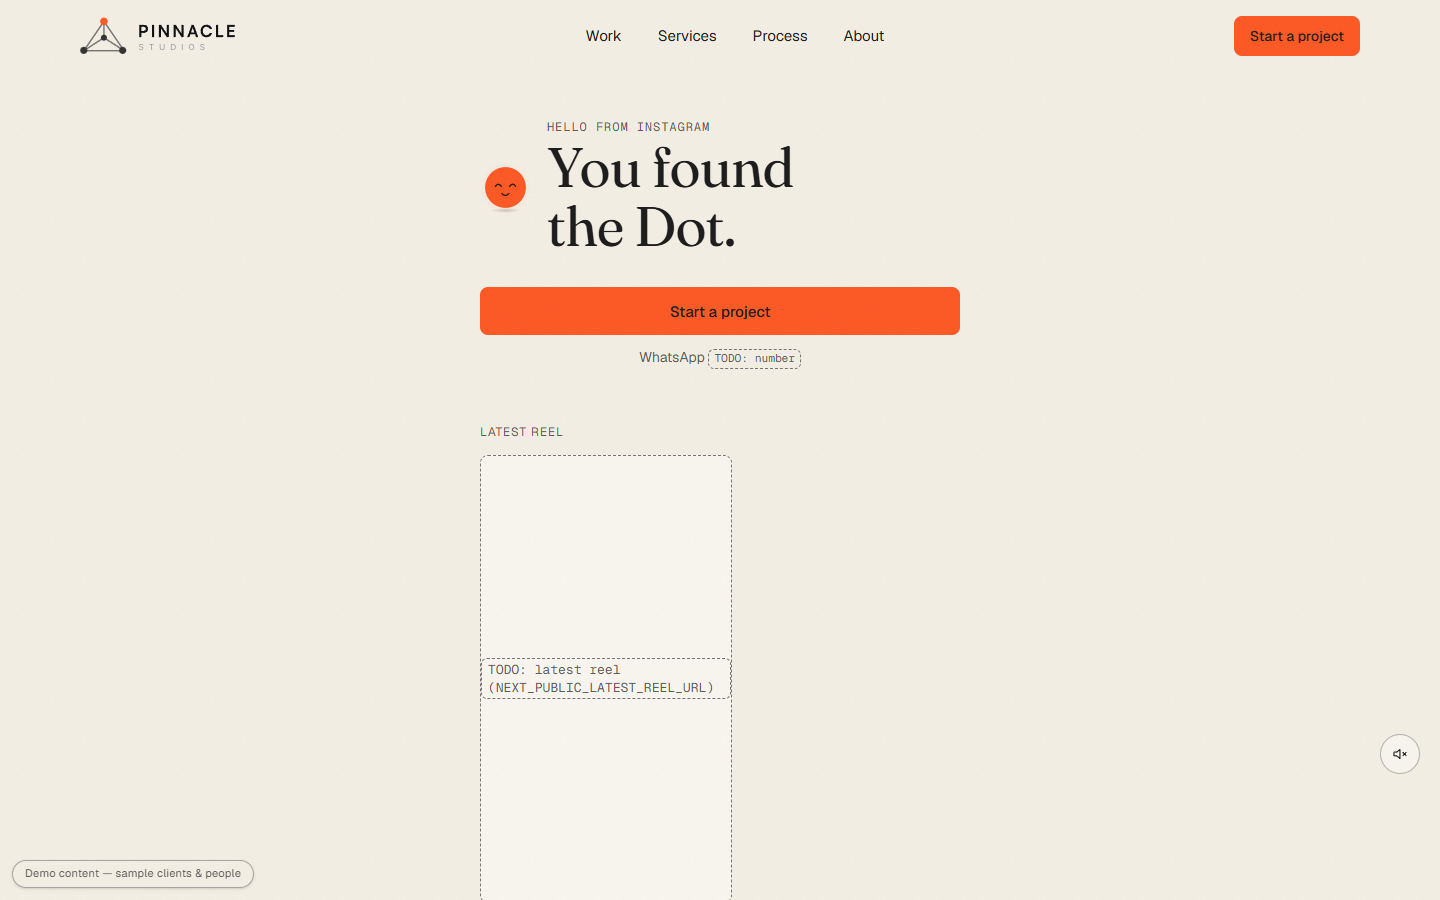 PINNACLE
STUDIOS
Work
Services
Process
About
Start a project
HELLO FROM INSTAGRAM
You found
the Dot.
Start a project
WhatsApp TODO: number
LATEST REEL
TODO: latest reel
(NEXT_PUBLIC_LATEST_REEL_URL)
Demo content — sample clients & people